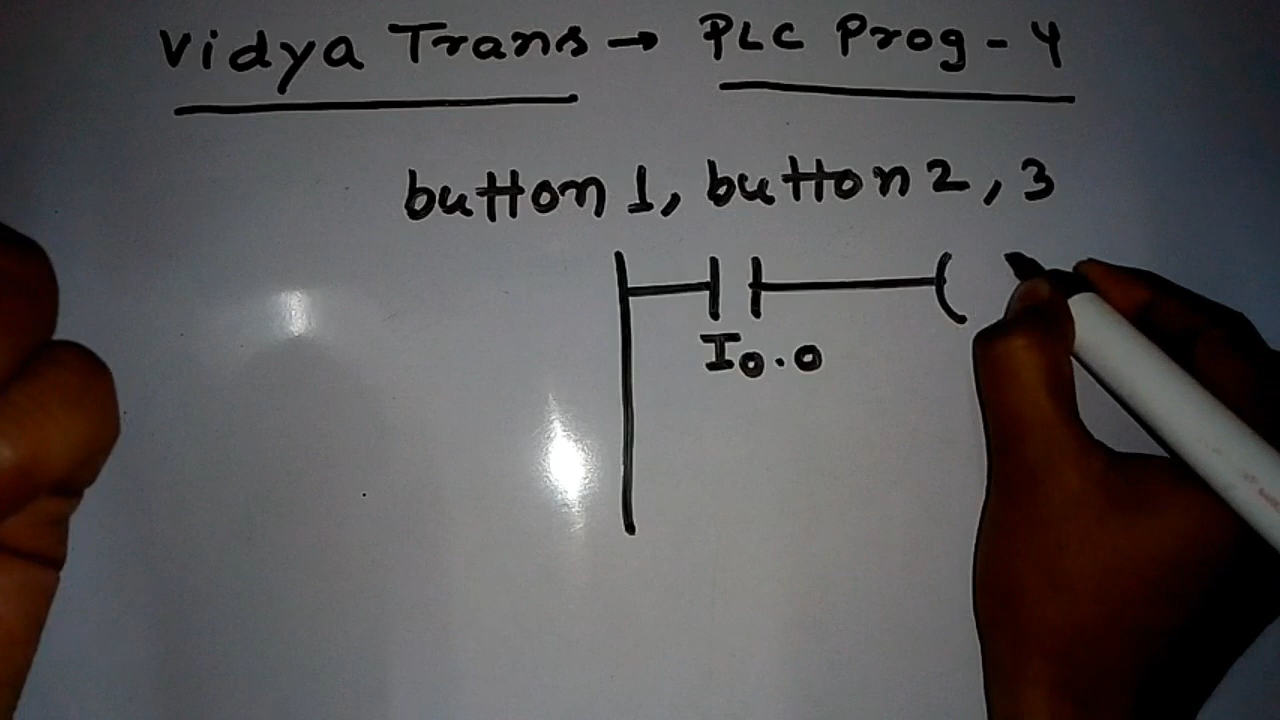 Vidya Trans → PLC Prog - 4
button 1, button 2, 3
I0.0